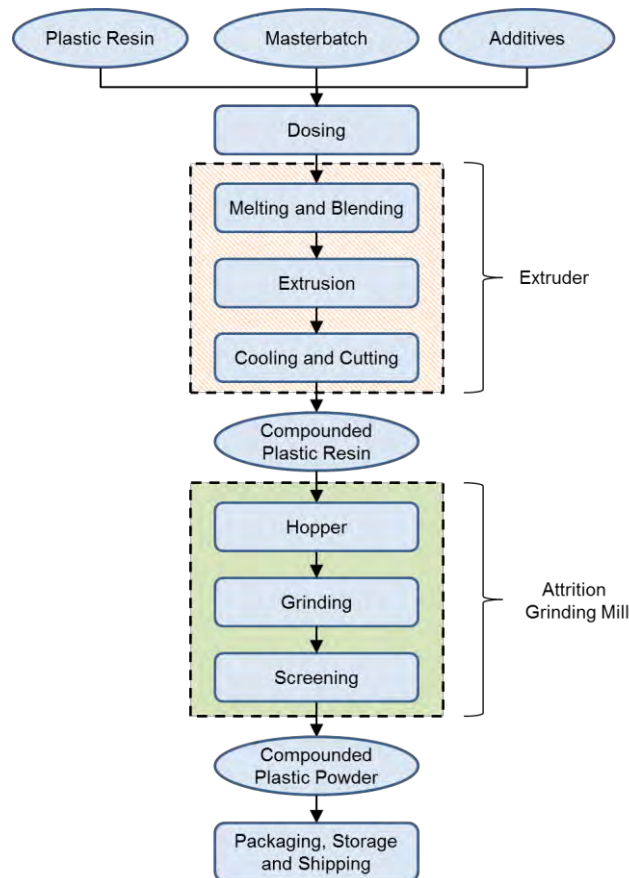 Plastic Resin
Masterbatch
Additives
Dosing
Melting and Blending
Extrusion
Extruder
Cooling and Cutting
Compounded
Plastic Resin
Hopper
Grinding
Attrition
Grinding Mill
Screening
Compounded
Plastic Powder
Packaging, Storage
and Shipping